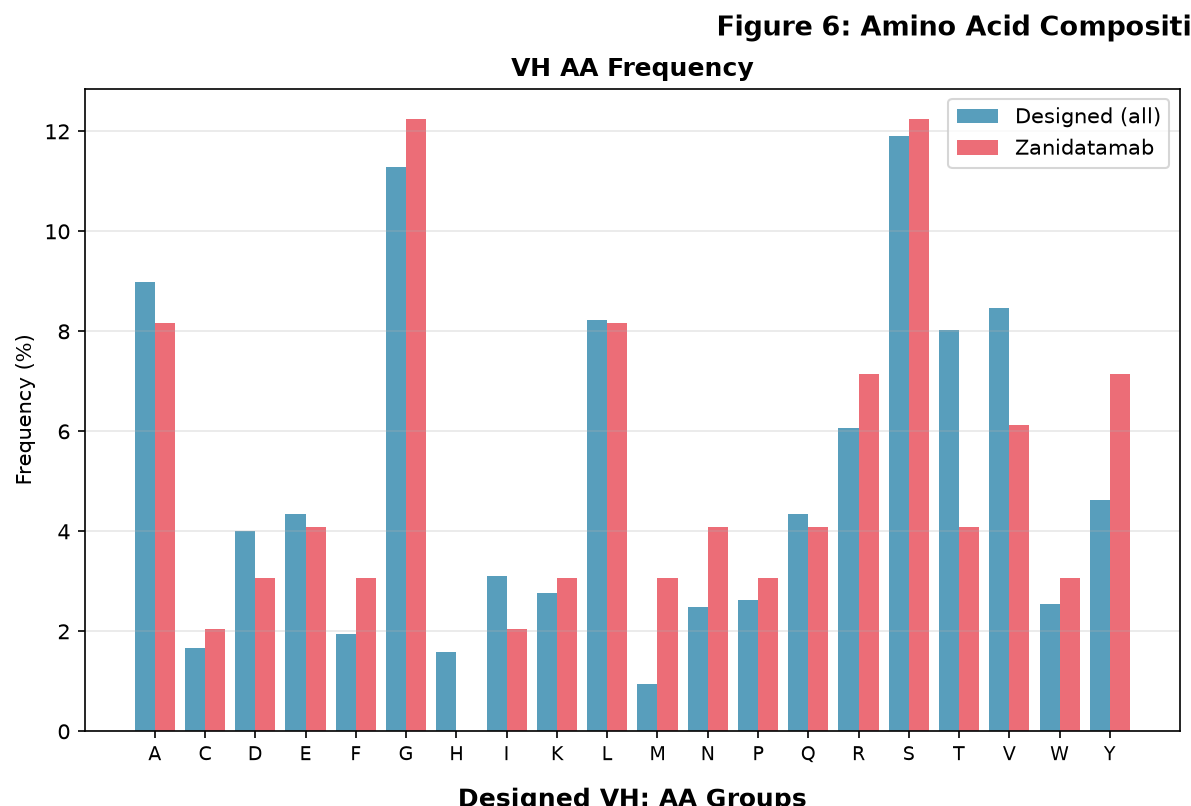 Figure 6: Amino Acid Compositi
VH AA Frequency
Designed (all)
Zanidatamab
12
10
8
6
4
2
0
Frequency (%)
A C D E F G H I K L M N P Q R S T V W Y
Designed VH: AA Groups